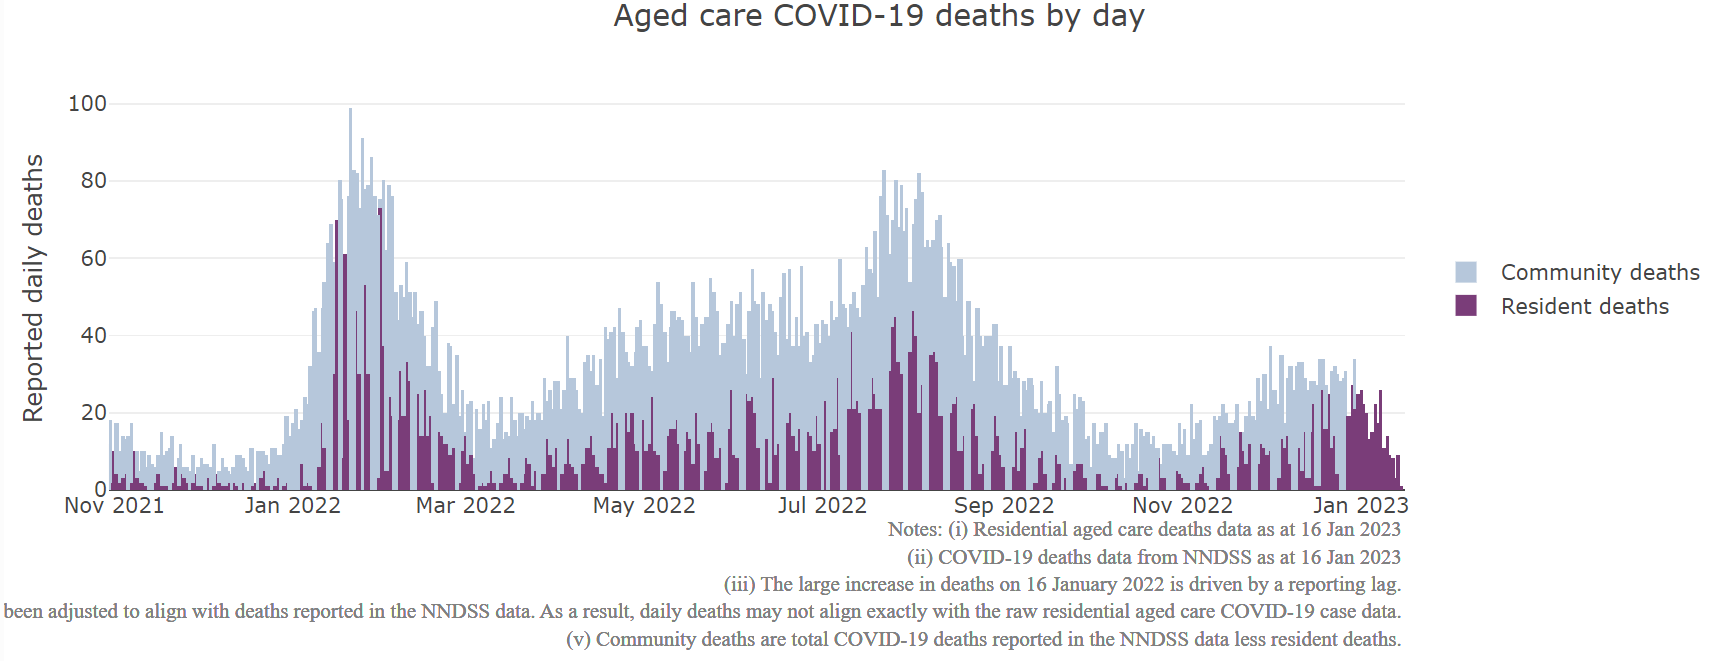 Aged care COVID-19 deaths by day
Reported daily deaths
100
80
60
40
20
0
Nov 2021 Jan 2022 Mar 2022 May 2022 Jul 2022 Sep 2022 Nov 2022 Jan 2023
Community deaths
Resident deaths
Notes: (i) Residential aged care deaths data as at 16 Jan 2023
(ii) COVID-19 deaths data from NNDSS as at 16 Jan 2023
(iii) The large increase in deaths on 16 January 2022 is driven by a reporting lag.
been adjusted to align with deaths reported in the NNDSS data. As a result, daily deaths may not align exactly with the raw residential aged care COVID-19 case data.
(v) Community deaths are total COVID-19 deaths reported in the NNDSS data less resident deaths.